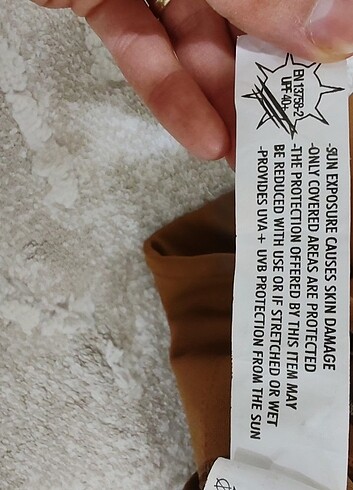 EN 13758-2
UPF 40+
-SUN EXPOSURE CAUSES SKIN DAMAGE
-ONLY COVERED AREAS ARE PROTECTED
-THE PROTECTION OFFERED BY THIS ITEM MAY
BE REDUCED WITH USE OR IF STRETCHED OR WET
-PROVIDES UVA+ UVB PROTECTION FROM THE SUN